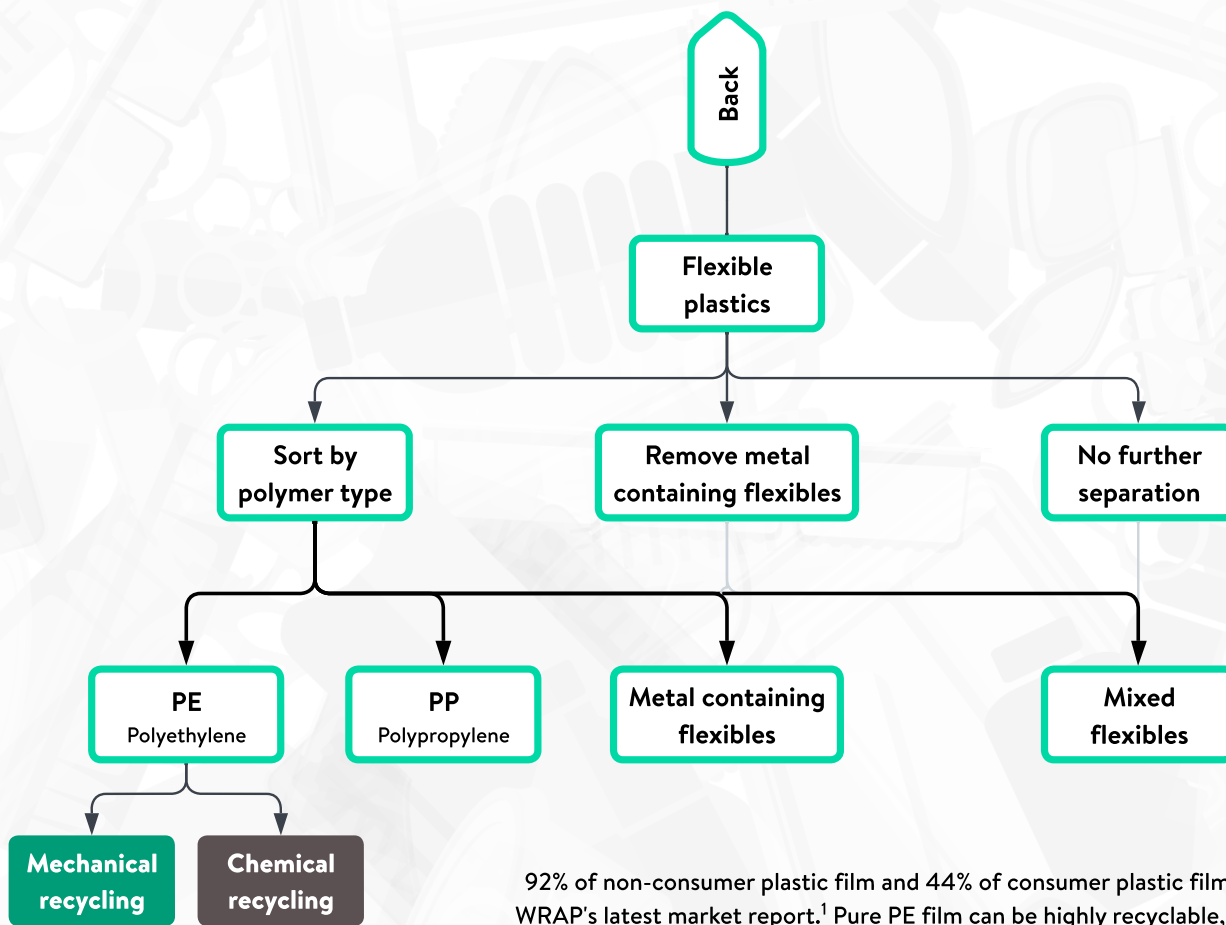 Back
Flexible
plastics
Sort by
polymer type
Remove metal
containing flexibles
No further
separation
PE
Polyethylene
PP
Polypropylene
Metal containing
flexibles
Mixed
flexibles
Mechanical
recycling
Chemical
recycling
92% of non-consumer plastic film and 44% of consumer plastic film
WRAP's latest market report.¹ Pure PE film can be highly recyclable,